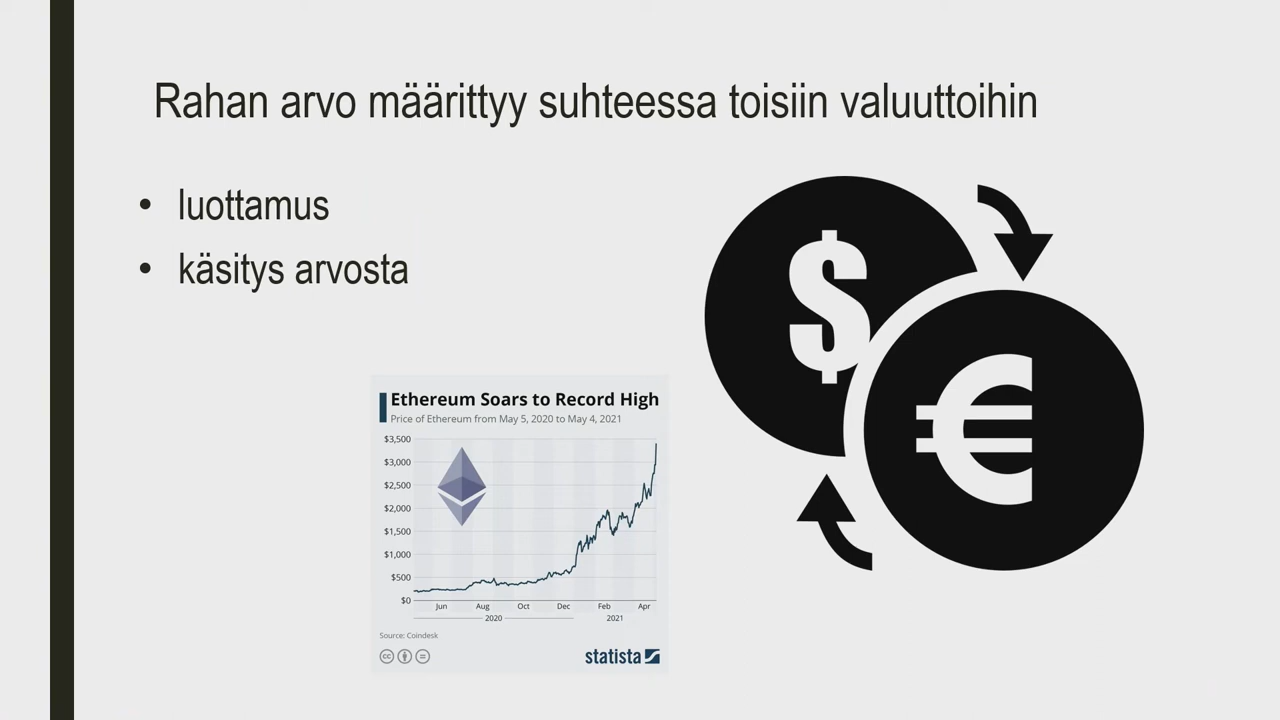 Rahan arvo määrittyy suhteessa toisiin valuuttoihin
• luottamus
• käsitys arvosta
$
€
Ethereum Soars to Record High
Price of Ethereum from May 5, 2020 to May 4, 2021
$3,500
$3,000
$2,500
$2,000
$1,500
$1,000
$500
$0
Jun Aug Oct Dec Feb Apr
2020 2021
Source: Coindesk
cc
statista